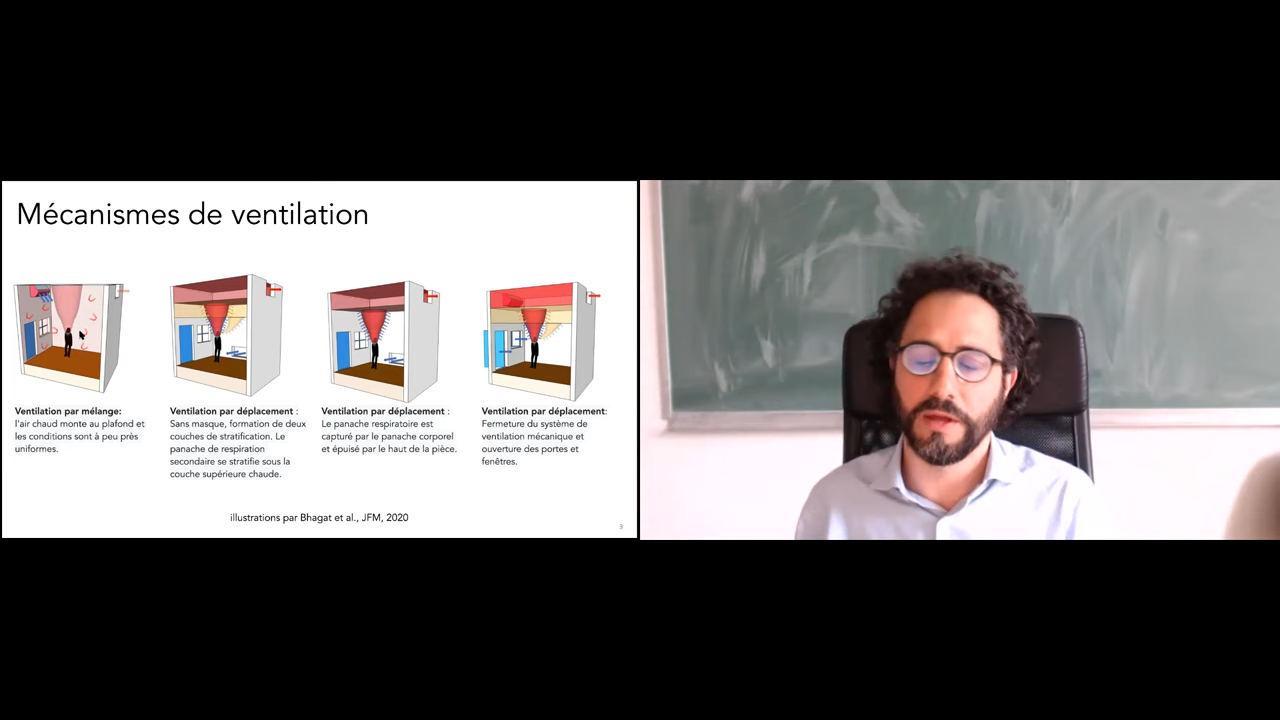 Mécanismes de ventilation
Ventilation par mélange:
l'air chaud monte au plafond et
les conditions sont à peu près
uniformes.
Ventilation par déplacement :
Sans masque, formation de deux
couches de stratification. Le
panache de respiration
secondaire se stratifie sous la
couche supérieure chaude.
Ventilation par déplacement :
Le panache respiratoire est
capturé par le panache corporel
et épuisé par le haut de la pièce.
Ventilation par déplacement:
Fermeture du système de
ventilation mécanique et
ouverture des portes et
fenêtres.
illustrations par Bhagat et al., JFM, 2020
3